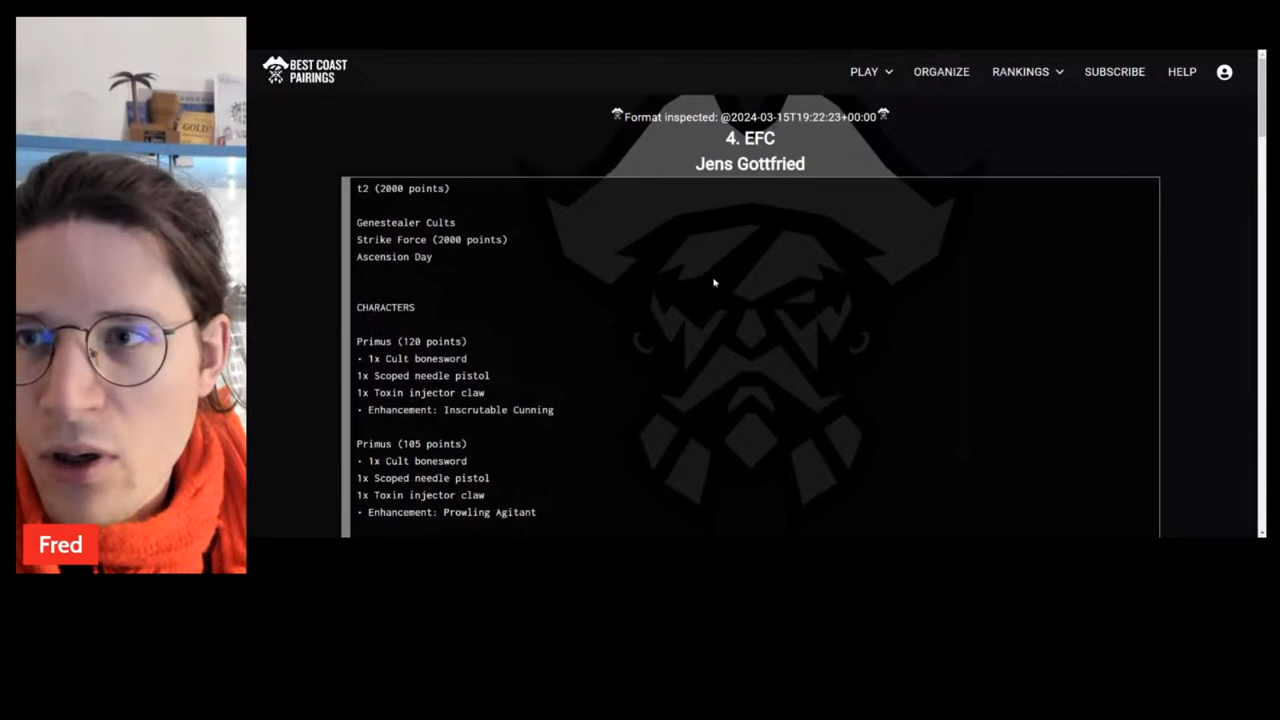 BEST COAST
PAIRINGS
PLAY
ORGANIZE
RANKINGS
SUBSCRIBE
HELP
Format inspected: @2024-03-15T19:22:23+00:00
4. EFC
Jens Gottfried
t2 (2000 points)
Genestealer Cults
Strike Force (2000 points)
Ascension Day
CHARACTERS
Primus (120 points)
• 1x Cult bonesword
1x Scoped needle pistol
1x Toxin injector claw
• Enhancement: Inscrutable Cunning
Primus (105 points)
• 1x Cult bonesword
1x Scoped needle pistol
1x Toxin injector claw
• Enhancement: Prowling Agitant
GOLD
Fred